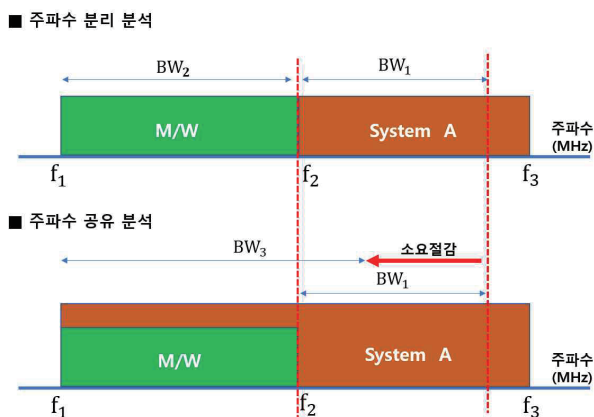 ■ 주파수 분리 분석
BW₂
BW₁
M/W
System A
주파수
(MHz)
f₁
f₂
f₃
■ 주파수 공유 분석
BW₃
소요절감
BW₁
M/W
System A
주파수
(MHz)
f₁
f₂
f₃